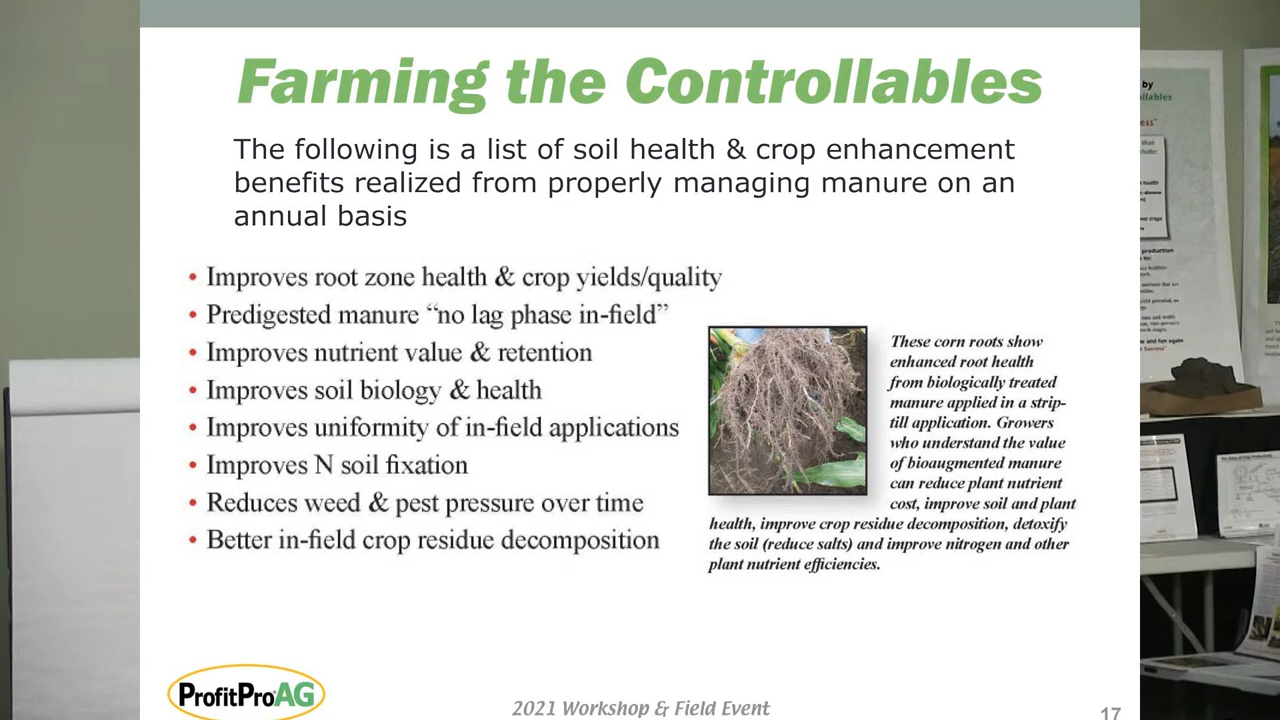 Farming the Controllables
The following is a list of soil health & crop enhancement
benefits realized from properly managing manure on an
annual basis
• Improves root zone health & crop yields/quality
• Predigested manure “no lag phase in-field”
• Improves nutrient value & retention
• Improves soil biology & health
• Improves uniformity of in-field applications
• Improves N soil fixation
• Reduces weed & pest pressure over time
• Better in-field crop residue decomposition
These corn roots show
enhanced root health
from biologically treated
manure applied in a strip-
till application. Growers
who understand the value
of bioaugmented manure
can reduce plant nutrient
cost, improve soil and plant
health, improve crop residue decomposition, detoxify
the soil (reduce salts) and improve nitrogen and other
plant nutrient efficiencies.
ProfitProAG
2021 Workshop & Field Event
17
by